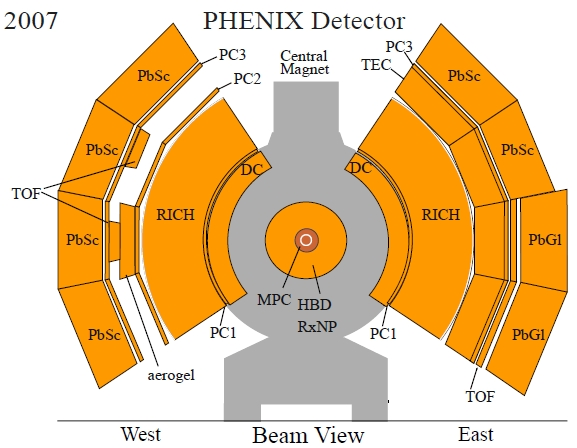 2007
PHENIX Detector
PC3
PC2
Central
Magnet
PC3
TEC
PbSc
PbSc
PbSc
PbSc
DC
DC
TOF
RICH
RICH
PbSc
PbGl
MPC
HBD
RxNP
PbSc
PC1
PC1
PbGl
aerogel
TOF
West
Beam View
East